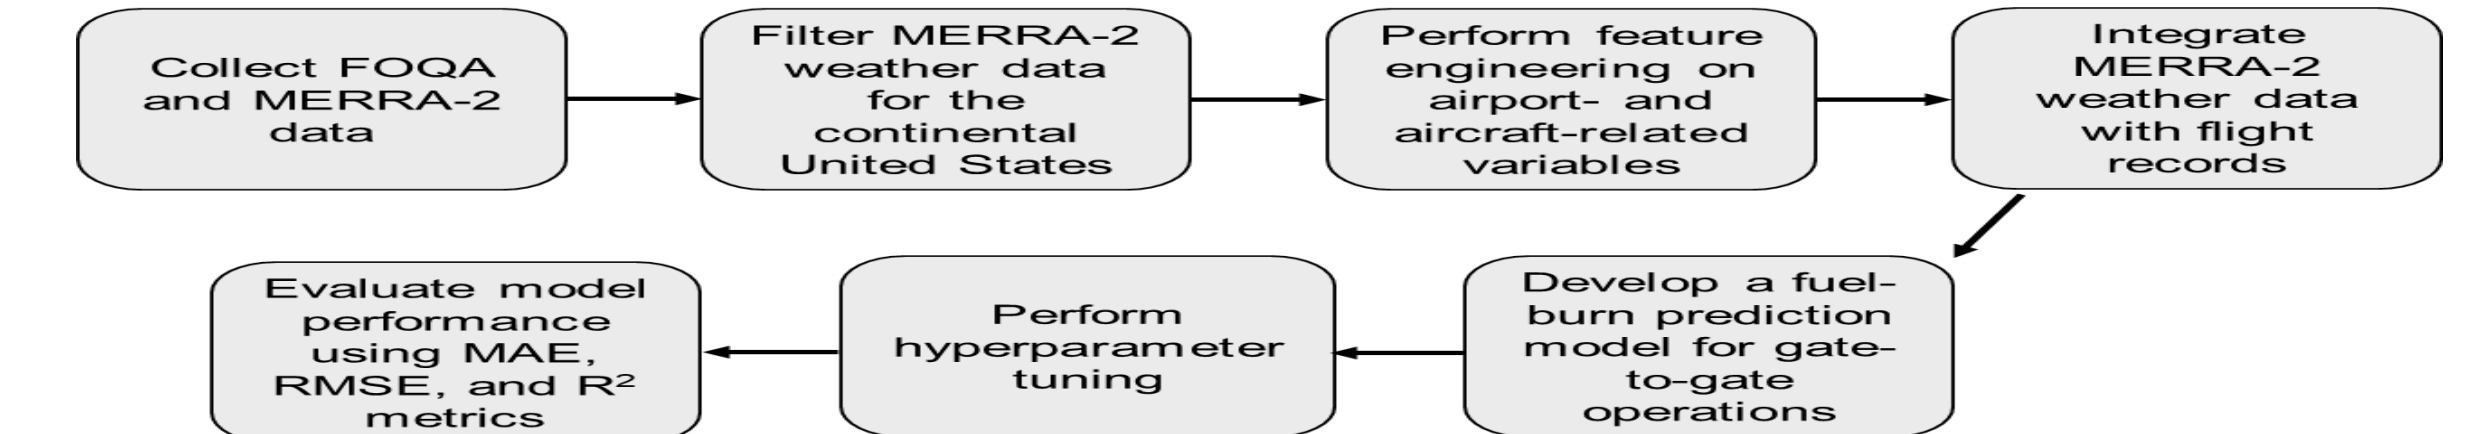 Collect FOQA
and MERRA-2
data
Filter MERRA-2
weather data
for the
continental
United States
Perform feature
engineering on
airport- and
aircraft-related
variables
Integrate
MERRA-2
weather data
with flight
records
Develop a fuel-
burn prediction
model for gate-
to-gate
operations
Perform
hyperparameter
tuning
Evaluate model
performance
using MAE,
RMSE, and R²
metrics